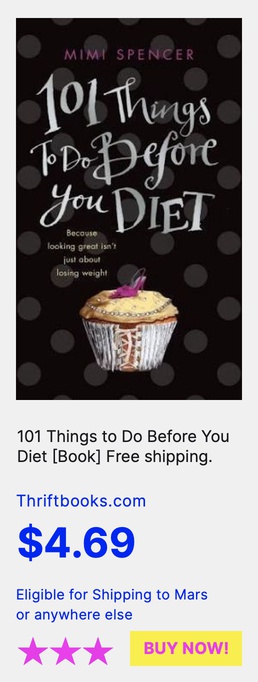 MIMI SPENCER
101 Things
To Do Before
You DIET
Because
looking great isn't
just about
losing weight
101 Things to Do Before You
Diet [Book] Free shipping.
Thriftbooks.com
$4.69
Eligible for Shipping to Mars
or anywhere else
BUY NOW!